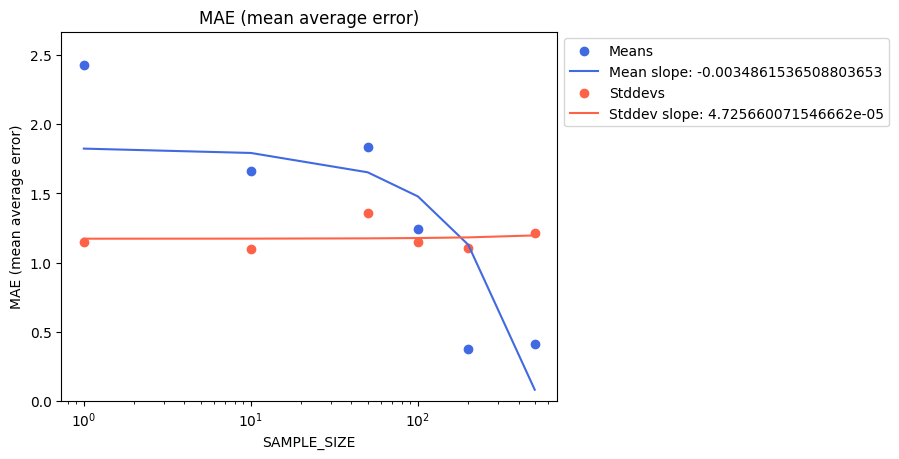 MAE (mean average error)
MAE (mean average error)
2.5
2.0
1.5
1.0
0.5
0.0
10⁰
10¹
10²
SAMPLE_SIZE
Means
Mean slope: -0.0034861536508803653
Stddevs
Stddev slope: 4.725660071546662e-05